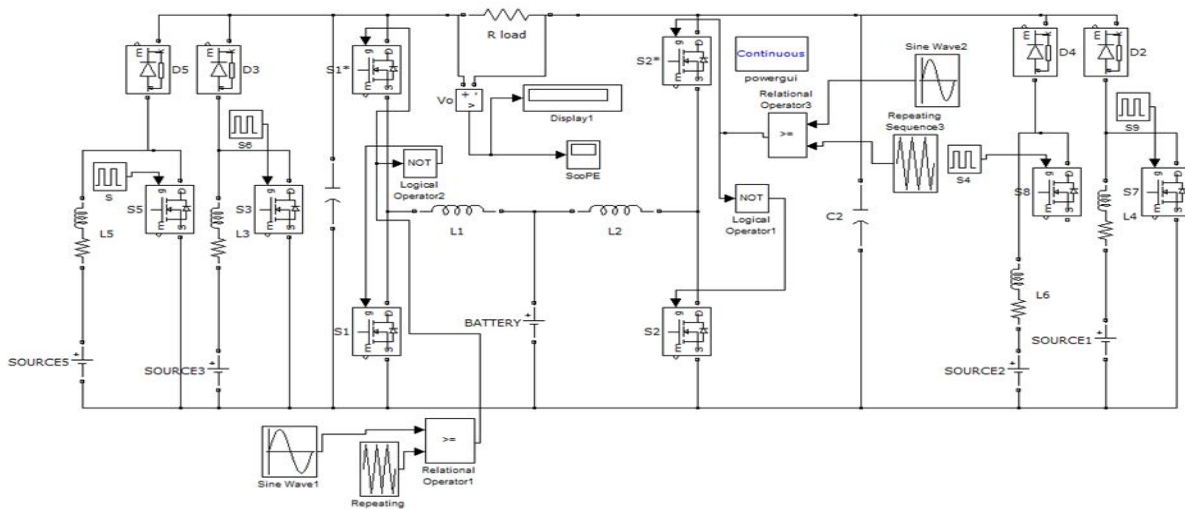 R load
Continuous
powergui
D5
D3
S1*
S2*
D4
D2
Sine Wave2
Relational
Operator3
>=
Vo
+ -
v
Display1
ScoPE
Repeating
Sequence3
S6
S9
S4
S
S5
S3
S8
S7
NOT
Logical
Operator2
NOT
Logical
Operator1
L5
L3
L1
L2
C2
L4
L6
S1
S2
BATTERY
SOURCE5
SOURCE3
SOURCE2
SOURCE1
>=
Sine Wave1
Relational
Operator1
Repeating